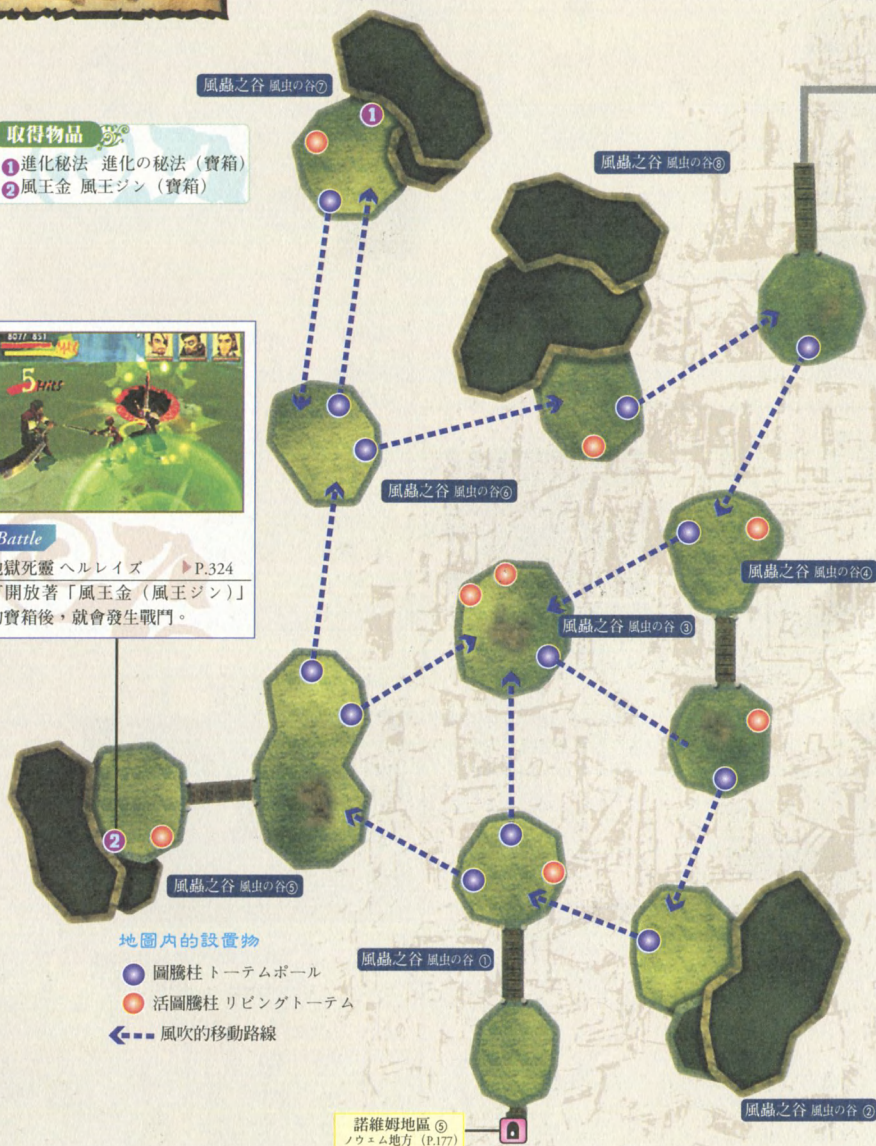 風蟲之谷 風虫の谷⑦
1
取得物品
❶進化秘法 進化の秘法（寶箱）
❷風王金 風王ジン（寶箱）
風蟲之谷 風虫の谷⑧
5 HITS
風蟲之谷 風虫の谷⑥
Battle
獄死靈 ヘルレイズ ▶P.324
開放著「風王金（風王ジン）」
寶箱後，就會發生戰鬥。
風蟲之谷 風虫の谷④
風蟲之谷 風虫の谷 ③
2
風蟲之谷 風虫の谷⑤
地圖內的設置物
圖騰柱 トーテムポール
活圖騰柱 リビングトーテム
風吹的移動路線
風蟲之谷 風虫の谷 ①
風蟲之谷 風虫の谷 ②
諾維姆地區 ⑤
ノウェム地方（P.177）